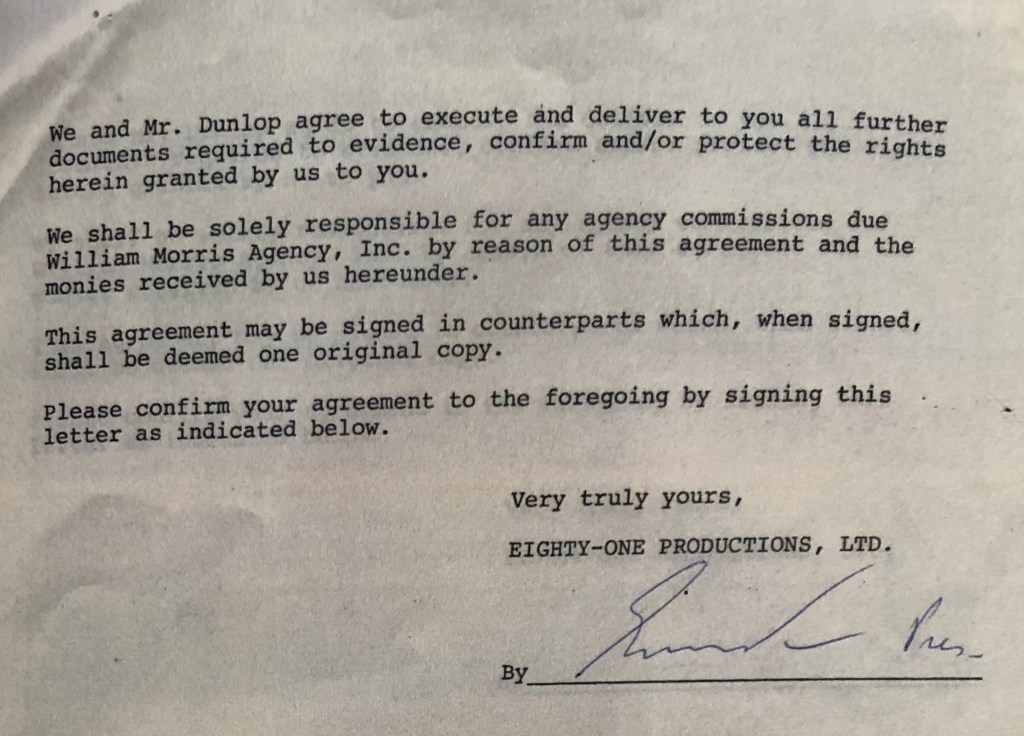 We and Mr. Dunlop agree to execute and deliver to you all further
documents required to evidence, confirm and/or protect the rights
herein granted by us to you.
We shall be solely responsible for any agency commissions due
William Morris Agency, Inc. by reason of this agreement and the
monies received by us hereunder.
This agreement may be signed in counterparts which, when signed,
shall be deemed one original copy.
Please confirm your agreement to the foregoing by signing this
letter as indicated below.
Very truly yours,
EIGHTY-ONE PRODUCTIONS, LTD.
Pres.
By